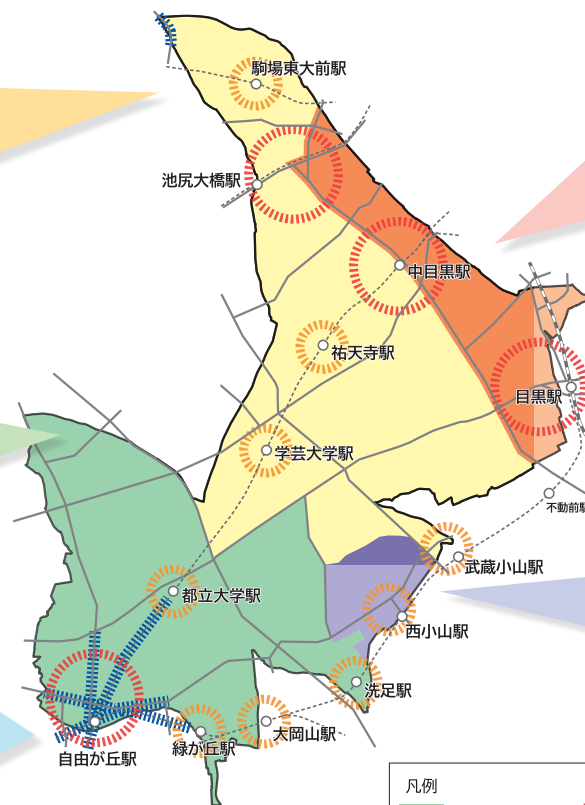 駒場東大前駅
池尻大橋駅
中目黒駅
祐天寺駅
目黒駅
学芸大学駅
不動前駅
武蔵小山駅
都立大学駅
西小山駅
洗足駅
大岡山駅
緑が丘駅
自由が丘駅
凡例